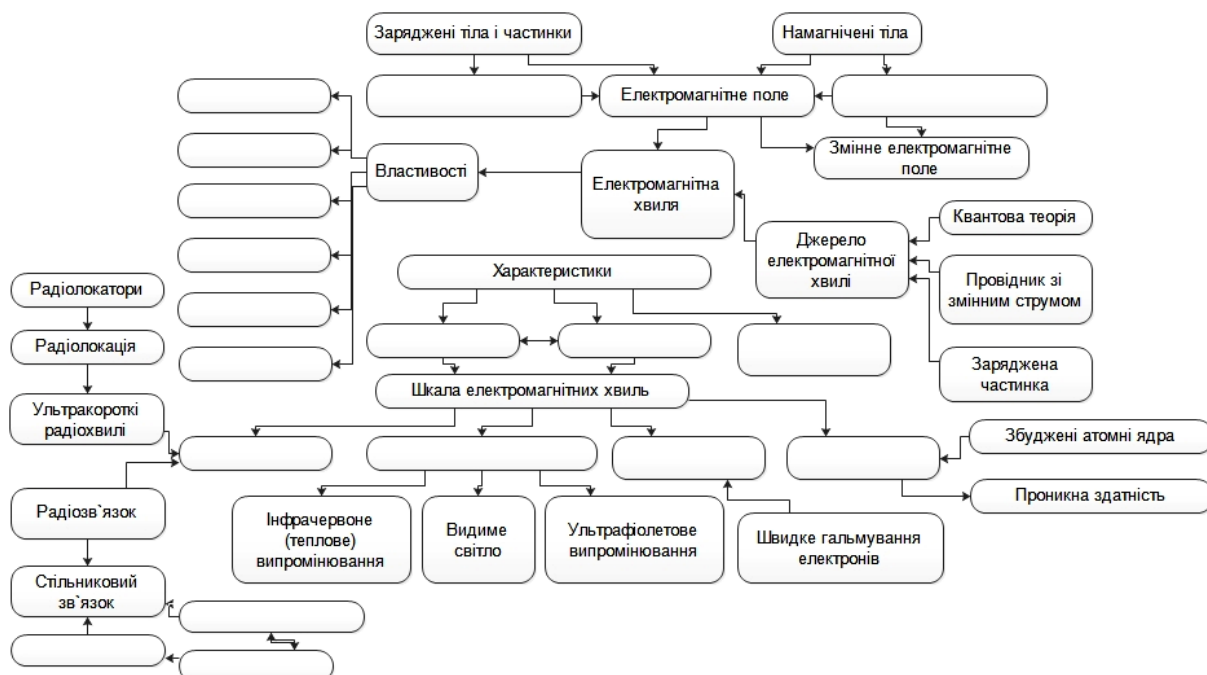 Заряджені тіла і частинки
Намагнічені тіла
Електромагнітне поле
Змінне електромагнітне
поле
Властивості
Електромагнітна
хвиля
Квантова теорія
Джерело
електромагнітної
хвилі
Провідник зі
змінним струмом
Характеристики
Радіолокатори
Радіолокація
Заряджена
частинка
Шкала електромагнітних хвиль
Ультракороткі
радіохвилі
Збуджені атомні ядра
Проникна здатність
Радіозв`язок
Інфрачервоне
(теплове)
випромінювання
Видиме
світло
Ультрафіолетове
випромінювання
Швидке гальмування
електронів
Стільниковий
зв`язок